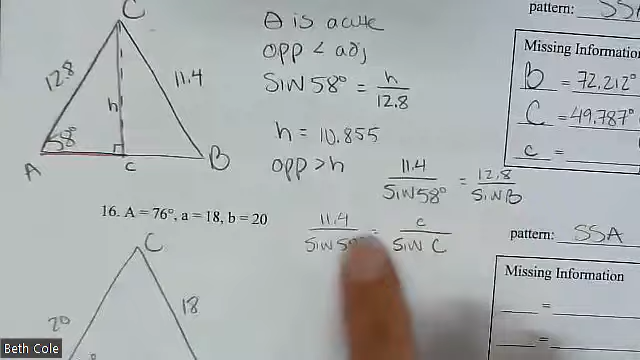 C
12.8
11.4
h
58°
A
c
B
θ is acute
opp < adj
sin 58° = h / 12.8
h = 10.855
opp > h
11.4 / sin 58° = 12.8 / sin B
11.4 / sin 58° = c / sin C
pattern: SSA
Missing Information
B = 72.212°
C = 49.787°
c =
16. A = 76°, a = 18, b = 20
C
20
18
pattern: SSA
Missing Information
=
=
Beth Cole